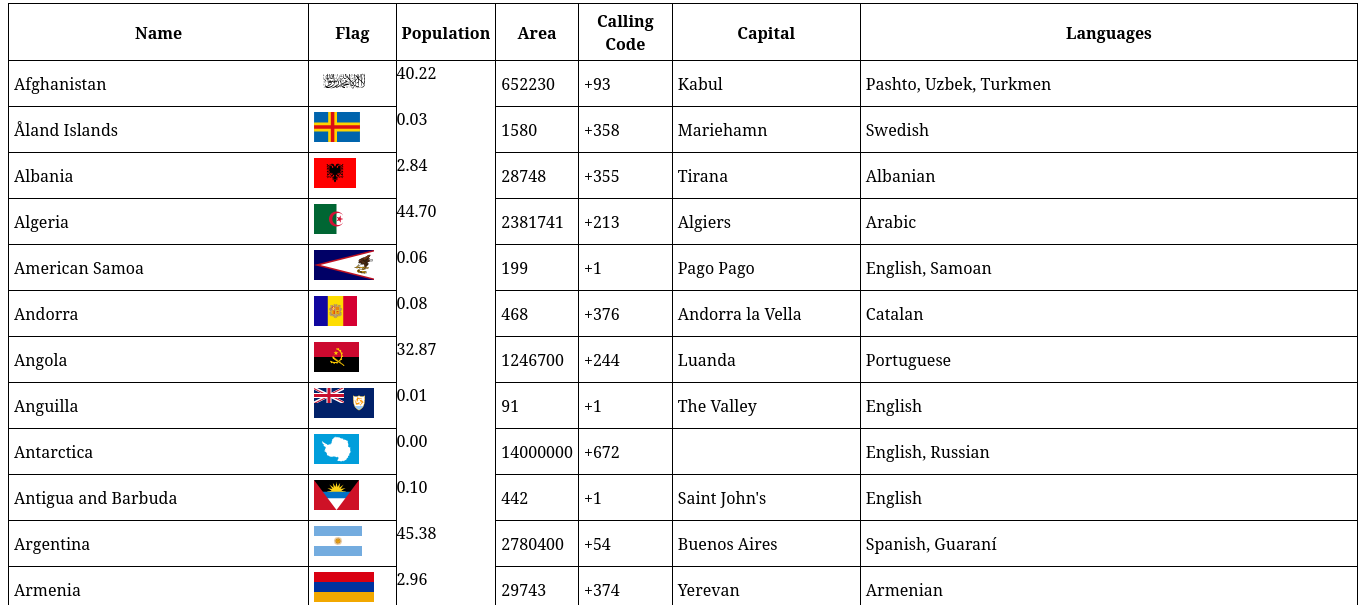 Name Flag Population Area Calling Code Capital Languages
Afghanistan 40.22 652230 +93 Kabul Pashto, Uzbek, Turkmen
Åland Islands 0.03 1580 +358 Mariehamn Swedish
Albania 2.84 28748 +355 Tirana Albanian
Algeria 44.70 2381741 +213 Algiers Arabic
American Samoa 0.06 199 +1 Pago Pago English, Samoan
Andorra 0.08 468 +376 Andorra la Vella Catalan
Angola 32.87 1246700 +244 Luanda Portuguese
Anguilla 0.01 91 +1 The Valley English
Antarctica 0.00 14000000 +672 English, Russian
Antigua and Barbuda 0.10 442 +1 Saint John's English
Argentina 45.38 2780400 +54 Buenos Aires Spanish, Guaraní
Armenia 2.96 29743 +374 Yerevan Armenian